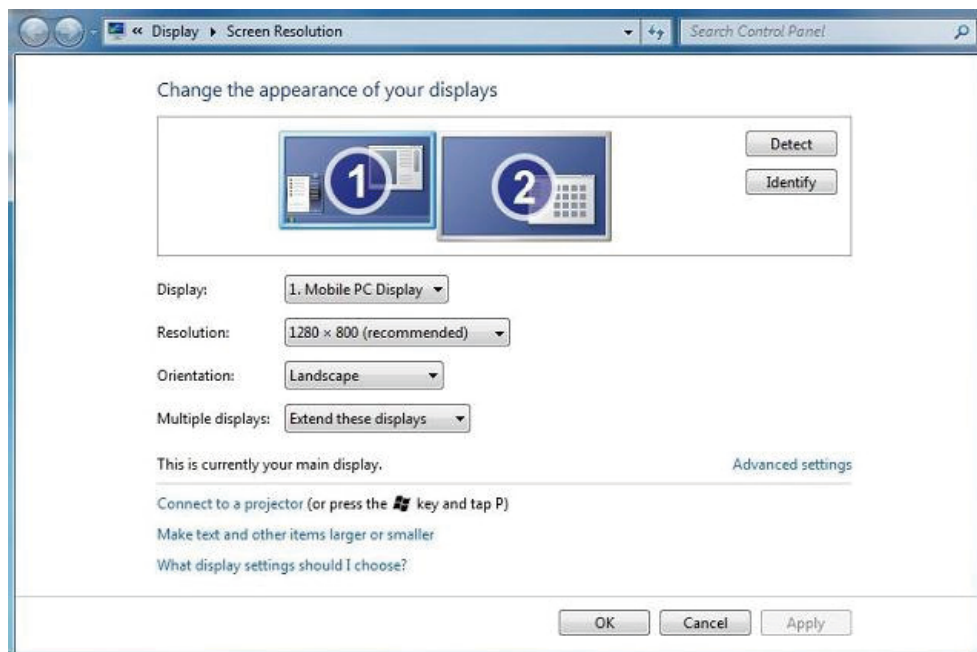 « Display ▸ Screen Resolution Search Control Panel
Change the appearance of your displays
1 2
Detect
Identify
Display: 1. Mobile PC Display
Resolution: 1280 × 800 (recommended)
Orientation: Landscape
Multiple displays: Extend these displays
This is currently your main display. Advanced settings
Connect to a projector (or press the key and tap P)
Make text and other items larger or smaller
What display settings should I choose?
OK Cancel Apply